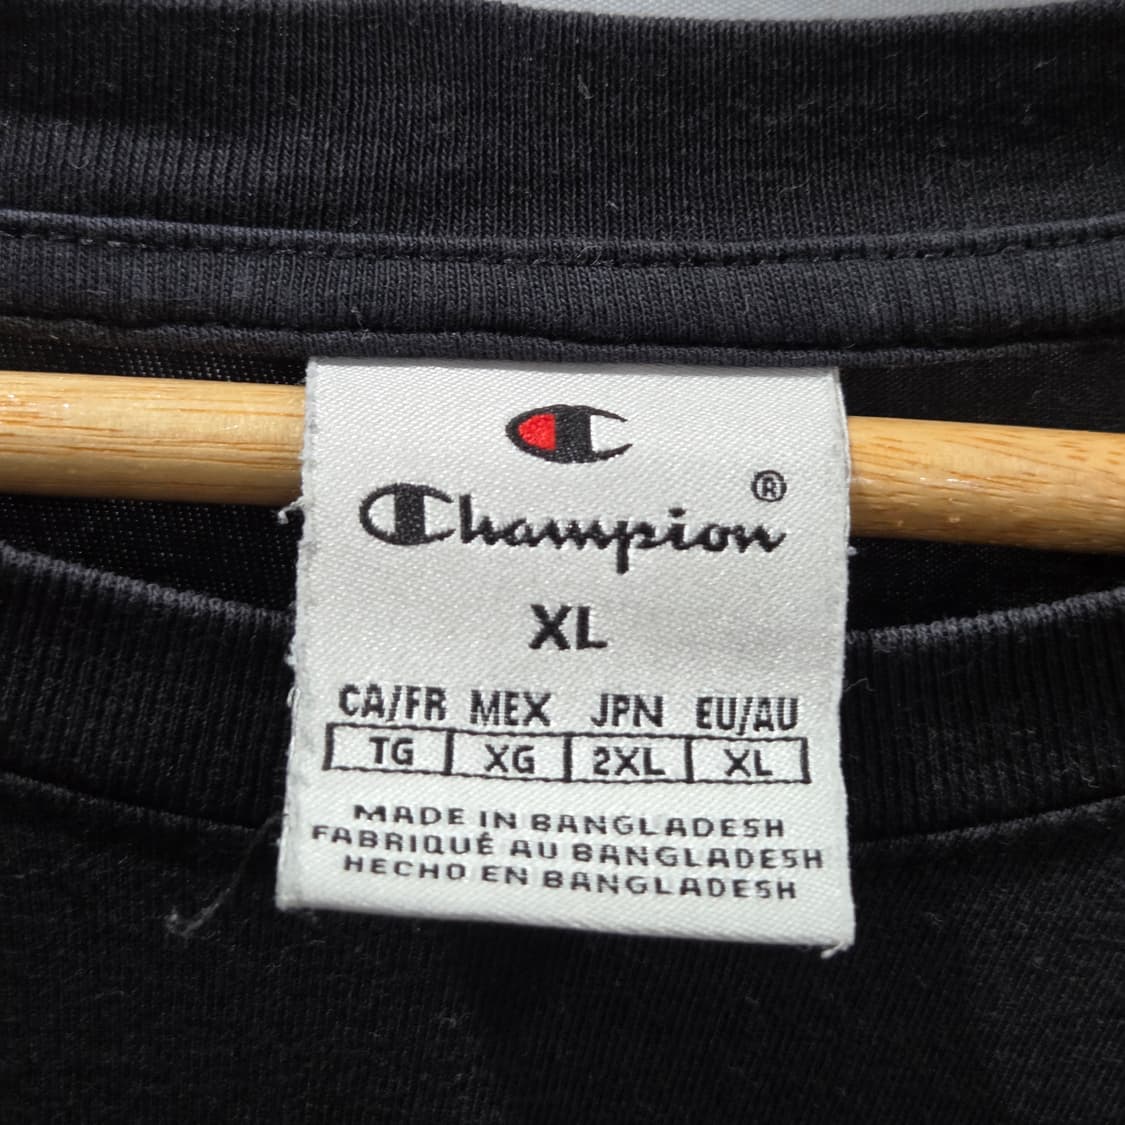 Champion®
XL
CA/FR MEX JPN EU/AU
TG XG 2XL XL
MADE IN BANGLADESH
FABRIQUÉ AU BANGLADESH
HECHO EN BANGLADESH